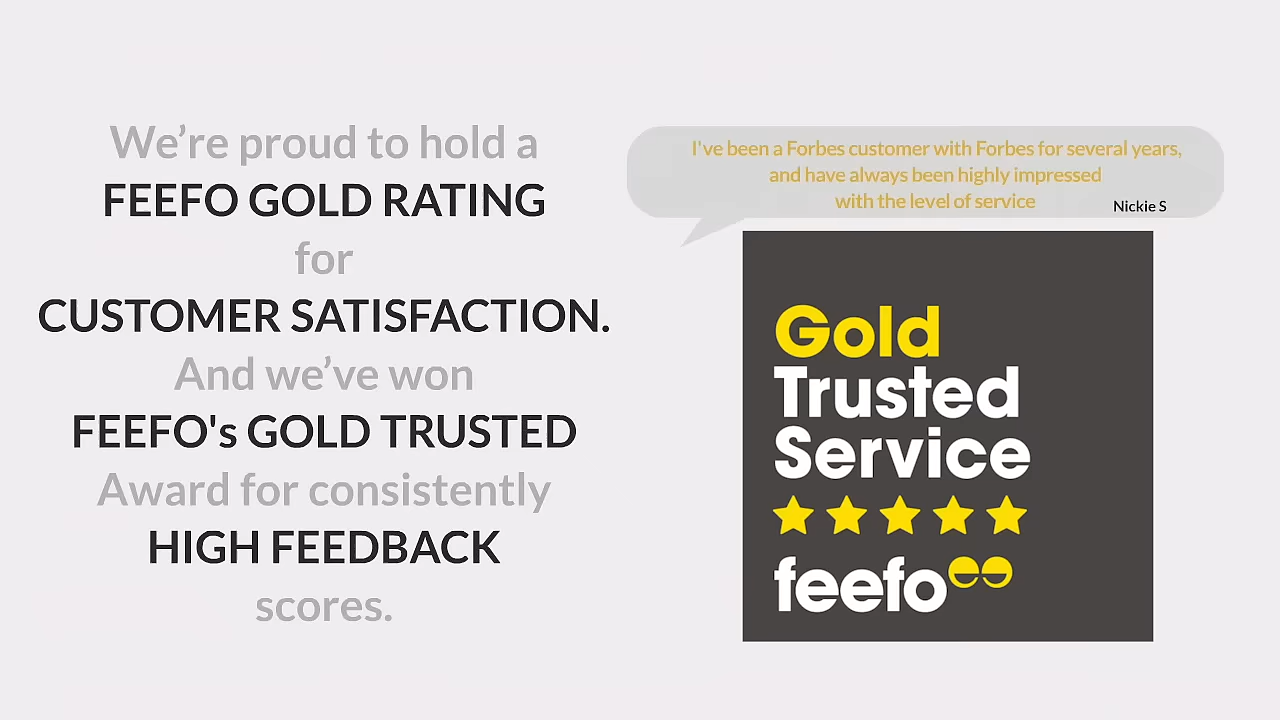 We’re proud to hold a
FEEFO GOLD RATING
for
CUSTOMER SATISFACTION.
And we’ve won
FEEFO's GOLD TRUSTED
Award for consistently
HIGH FEEDBACK
scores.
I've been a Forbes customer with Forbes for several years,
and have always been highly impressed
with the level of service
Nickie S
Gold
Trusted
Service
feefo